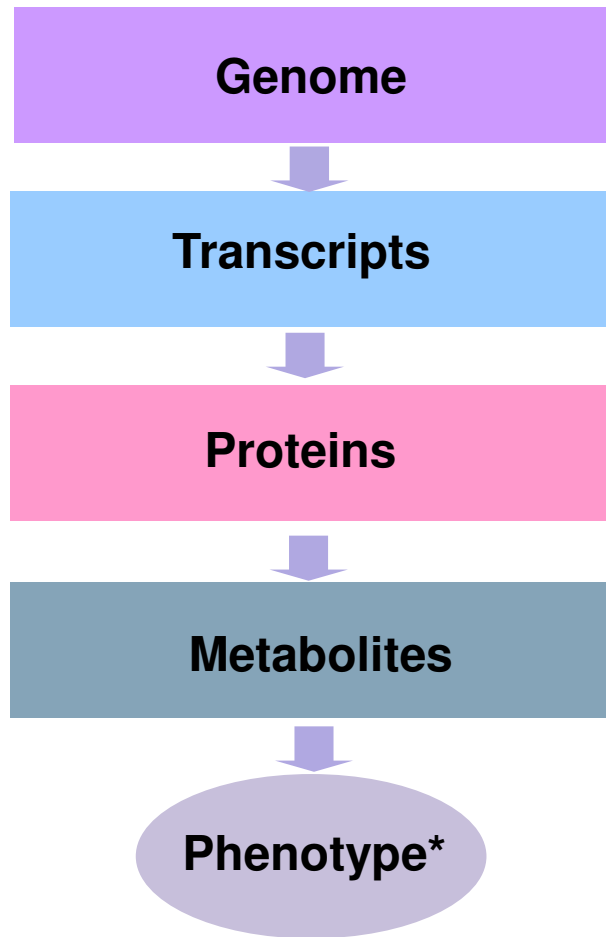 Genome
Transcripts
Proteins
Metabolites
Phenotype*